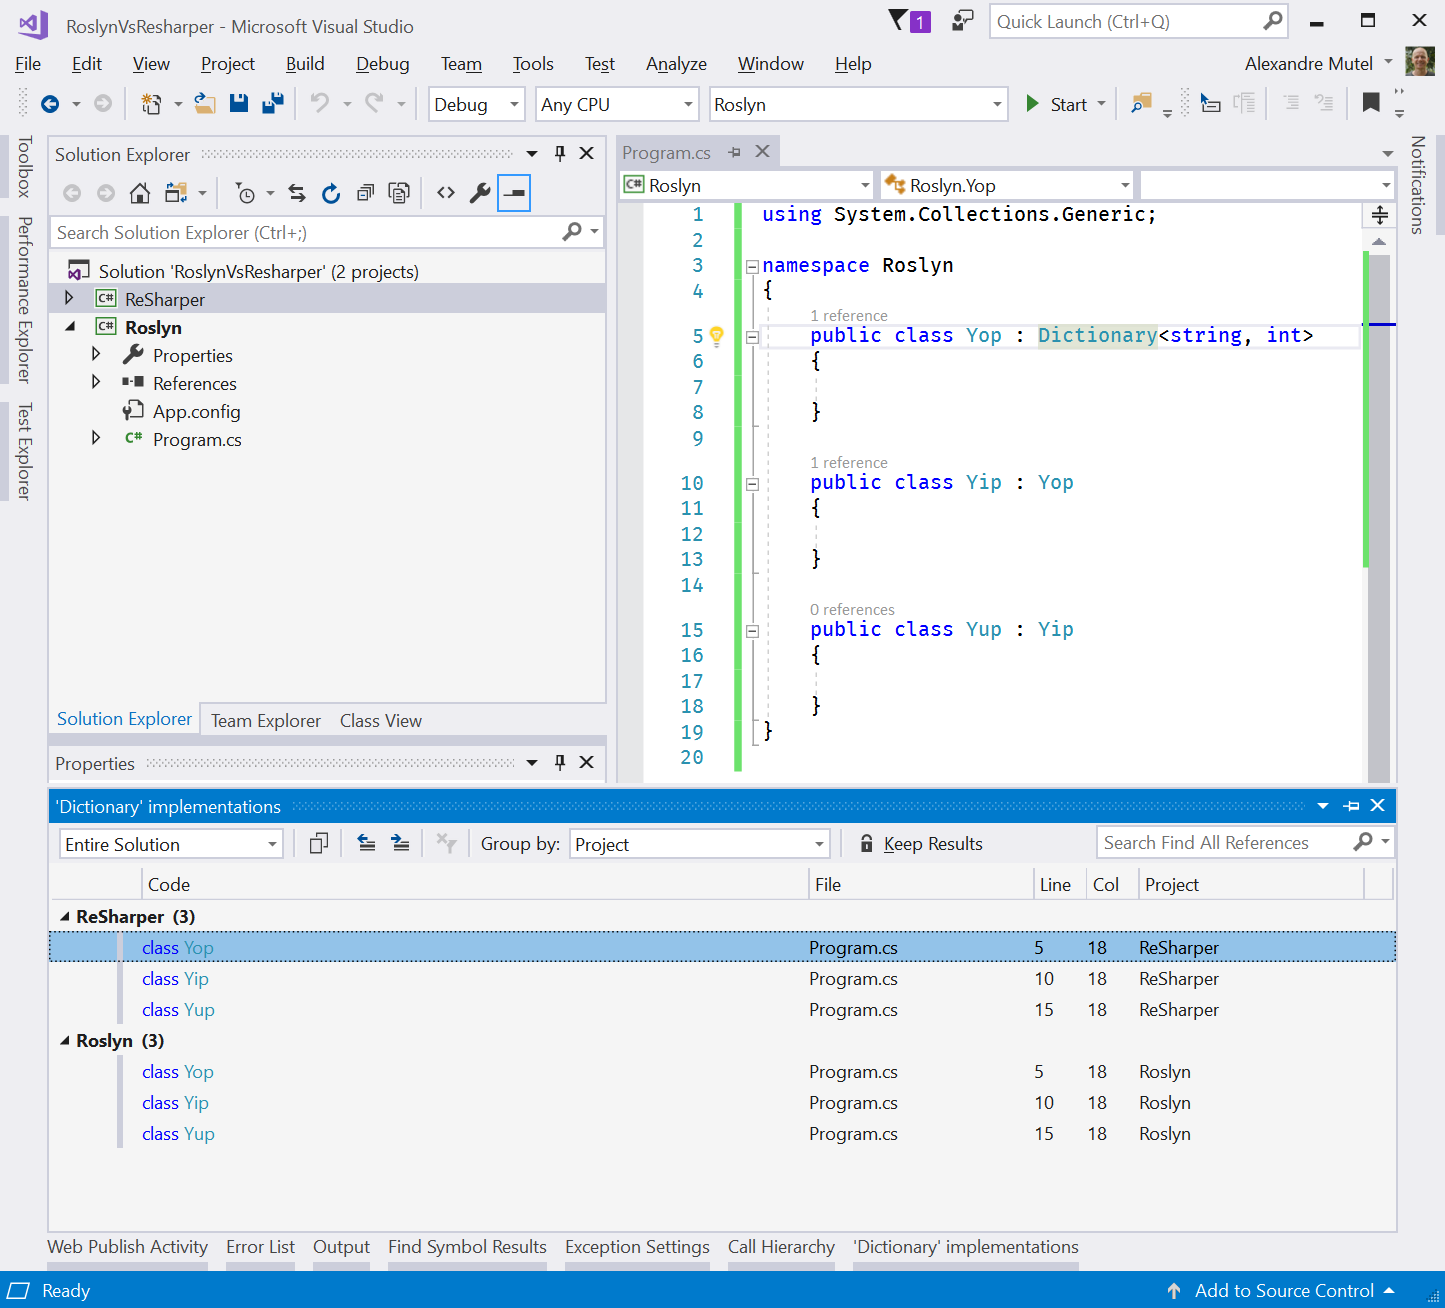 RoslynVsResharper - Microsoft Visual Studio
1
Quick Launch (Ctrl+Q)
File Edit View Project Build Debug Team Tools Test Analyze Window Help
Alexandre Mutel
Debug Any CPU Roslyn Start
Toolbox
Performance Explorer
Test Explorer
Solution Explorer
Search Solution Explorer (Ctrl+;)
Solution 'RoslynVsResharper' (2 projects)
C# ReSharper
C# Roslyn
Properties
References
App.config
C# Program.cs
Solution Explorer Team Explorer Class View
Properties
Program.cs
C# Roslyn Roslyn.Yop
1 using System.Collections.Generic;
2
3 namespace Roslyn
4 {
1 reference
5 public class Yop : Dictionary<string, int>
6 {
7
8 }
9
1 reference
10 public class Yip : Yop
11 {
12
13 }
14
0 references
15 public class Yup : Yip
16 {
17
18 }
19 }
20
Notifications
'Dictionary' implementations
Entire Solution Group by: Project Keep Results Search Find All References
Code File Line Col Project
ReSharper (3)
class Yop Program.cs 5 18 ReSharper
class Yip Program.cs 10 18 ReSharper
class Yup Program.cs 15 18 ReSharper
Roslyn (3)
class Yop Program.cs 5 18 Roslyn
class Yip Program.cs 10 18 Roslyn
class Yup Program.cs 15 18 Roslyn
Web Publish Activity Error List Output Find Symbol Results Exception Settings Call Hierarchy 'Dictionary' implementations
Ready Add to Source Control